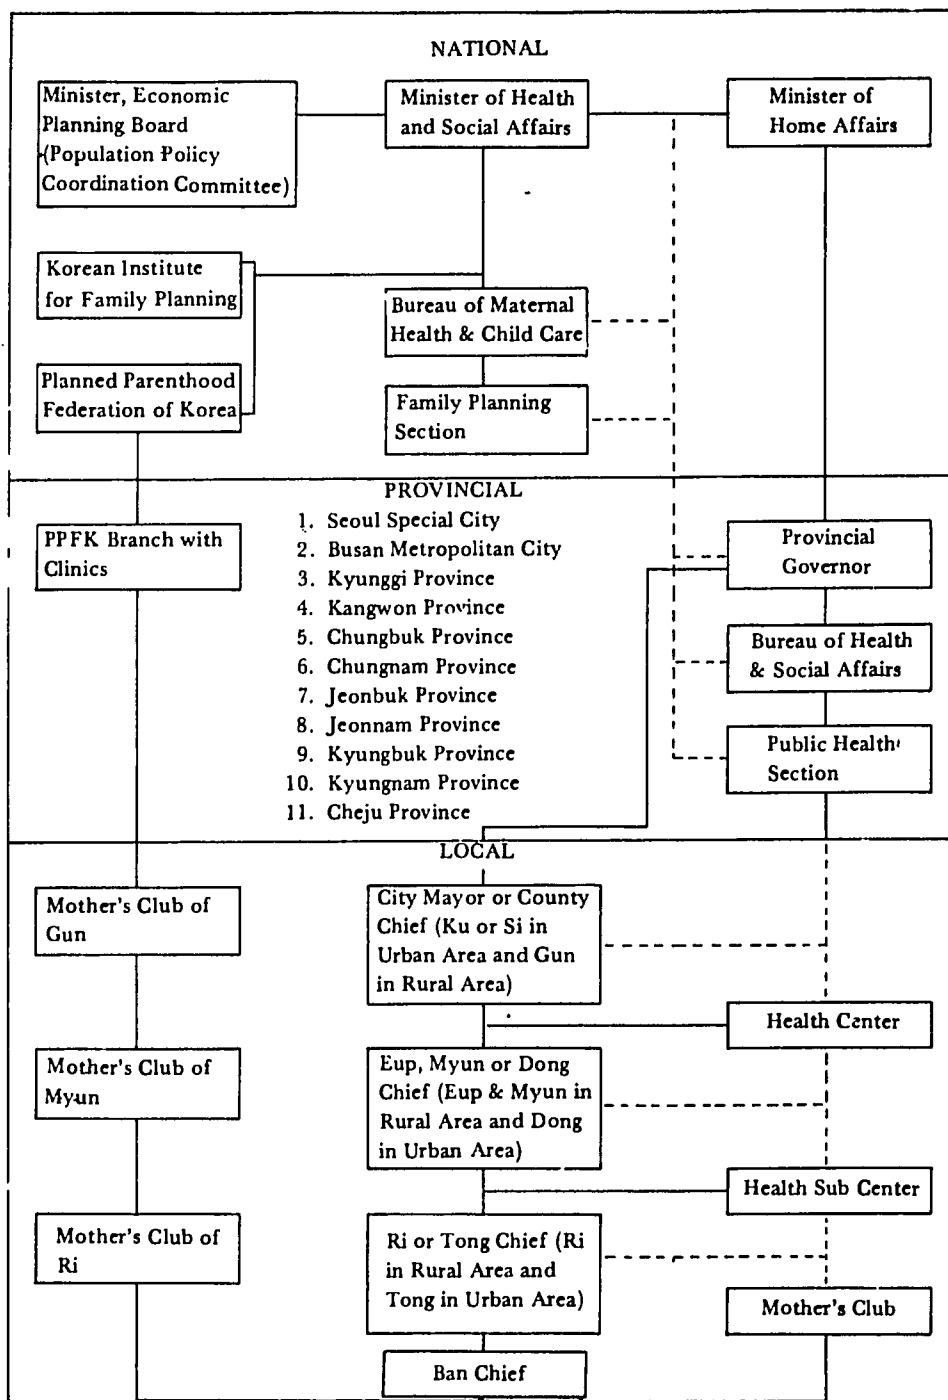 NATIONAL
Minister, Economic
Planning Board
(Population Policy
Coordination Committee)
Minister of Health
and Social Affairs
Minister of
Home Affairs
Korean Institute
for Family Planning
Bureau of Maternal
Health & Child Care
Planned Parenthood
Federation of Korea
Family Planning
Section
PROVINCIAL
1. Seoul Special City
2. Busan Metropolitan City
3. Kyunggi Province
4. Kangwon Province
5. Chungbuk Province
6. Chungnam Province
7. Jeonbuk Province
8. Jeonnam Province
9. Kyungbuk Province
10. Kyungnam Province
11. Cheju Province
PPFK Branch with
Clinics
Provincial
Governor
Bureau of Health
& Social Affairs
Public Health
Section
LOCAL
Mother's Club of
Gun
City Mayor or County
Chief (Ku or Si in
Urban Area and Gun
in Rural Area)
Health Center
Mother's Club of
Myun
Eup, Myun or Dong
Chief (Eup & Myun in
Rural Area and Dong
in Urban Area)
Health Sub Center
Mother's Club of
Ri
Ri or Tong Chief (Ri
in Rural Area and
Tong in Urban Area)
Mother's Club
Ban Chief